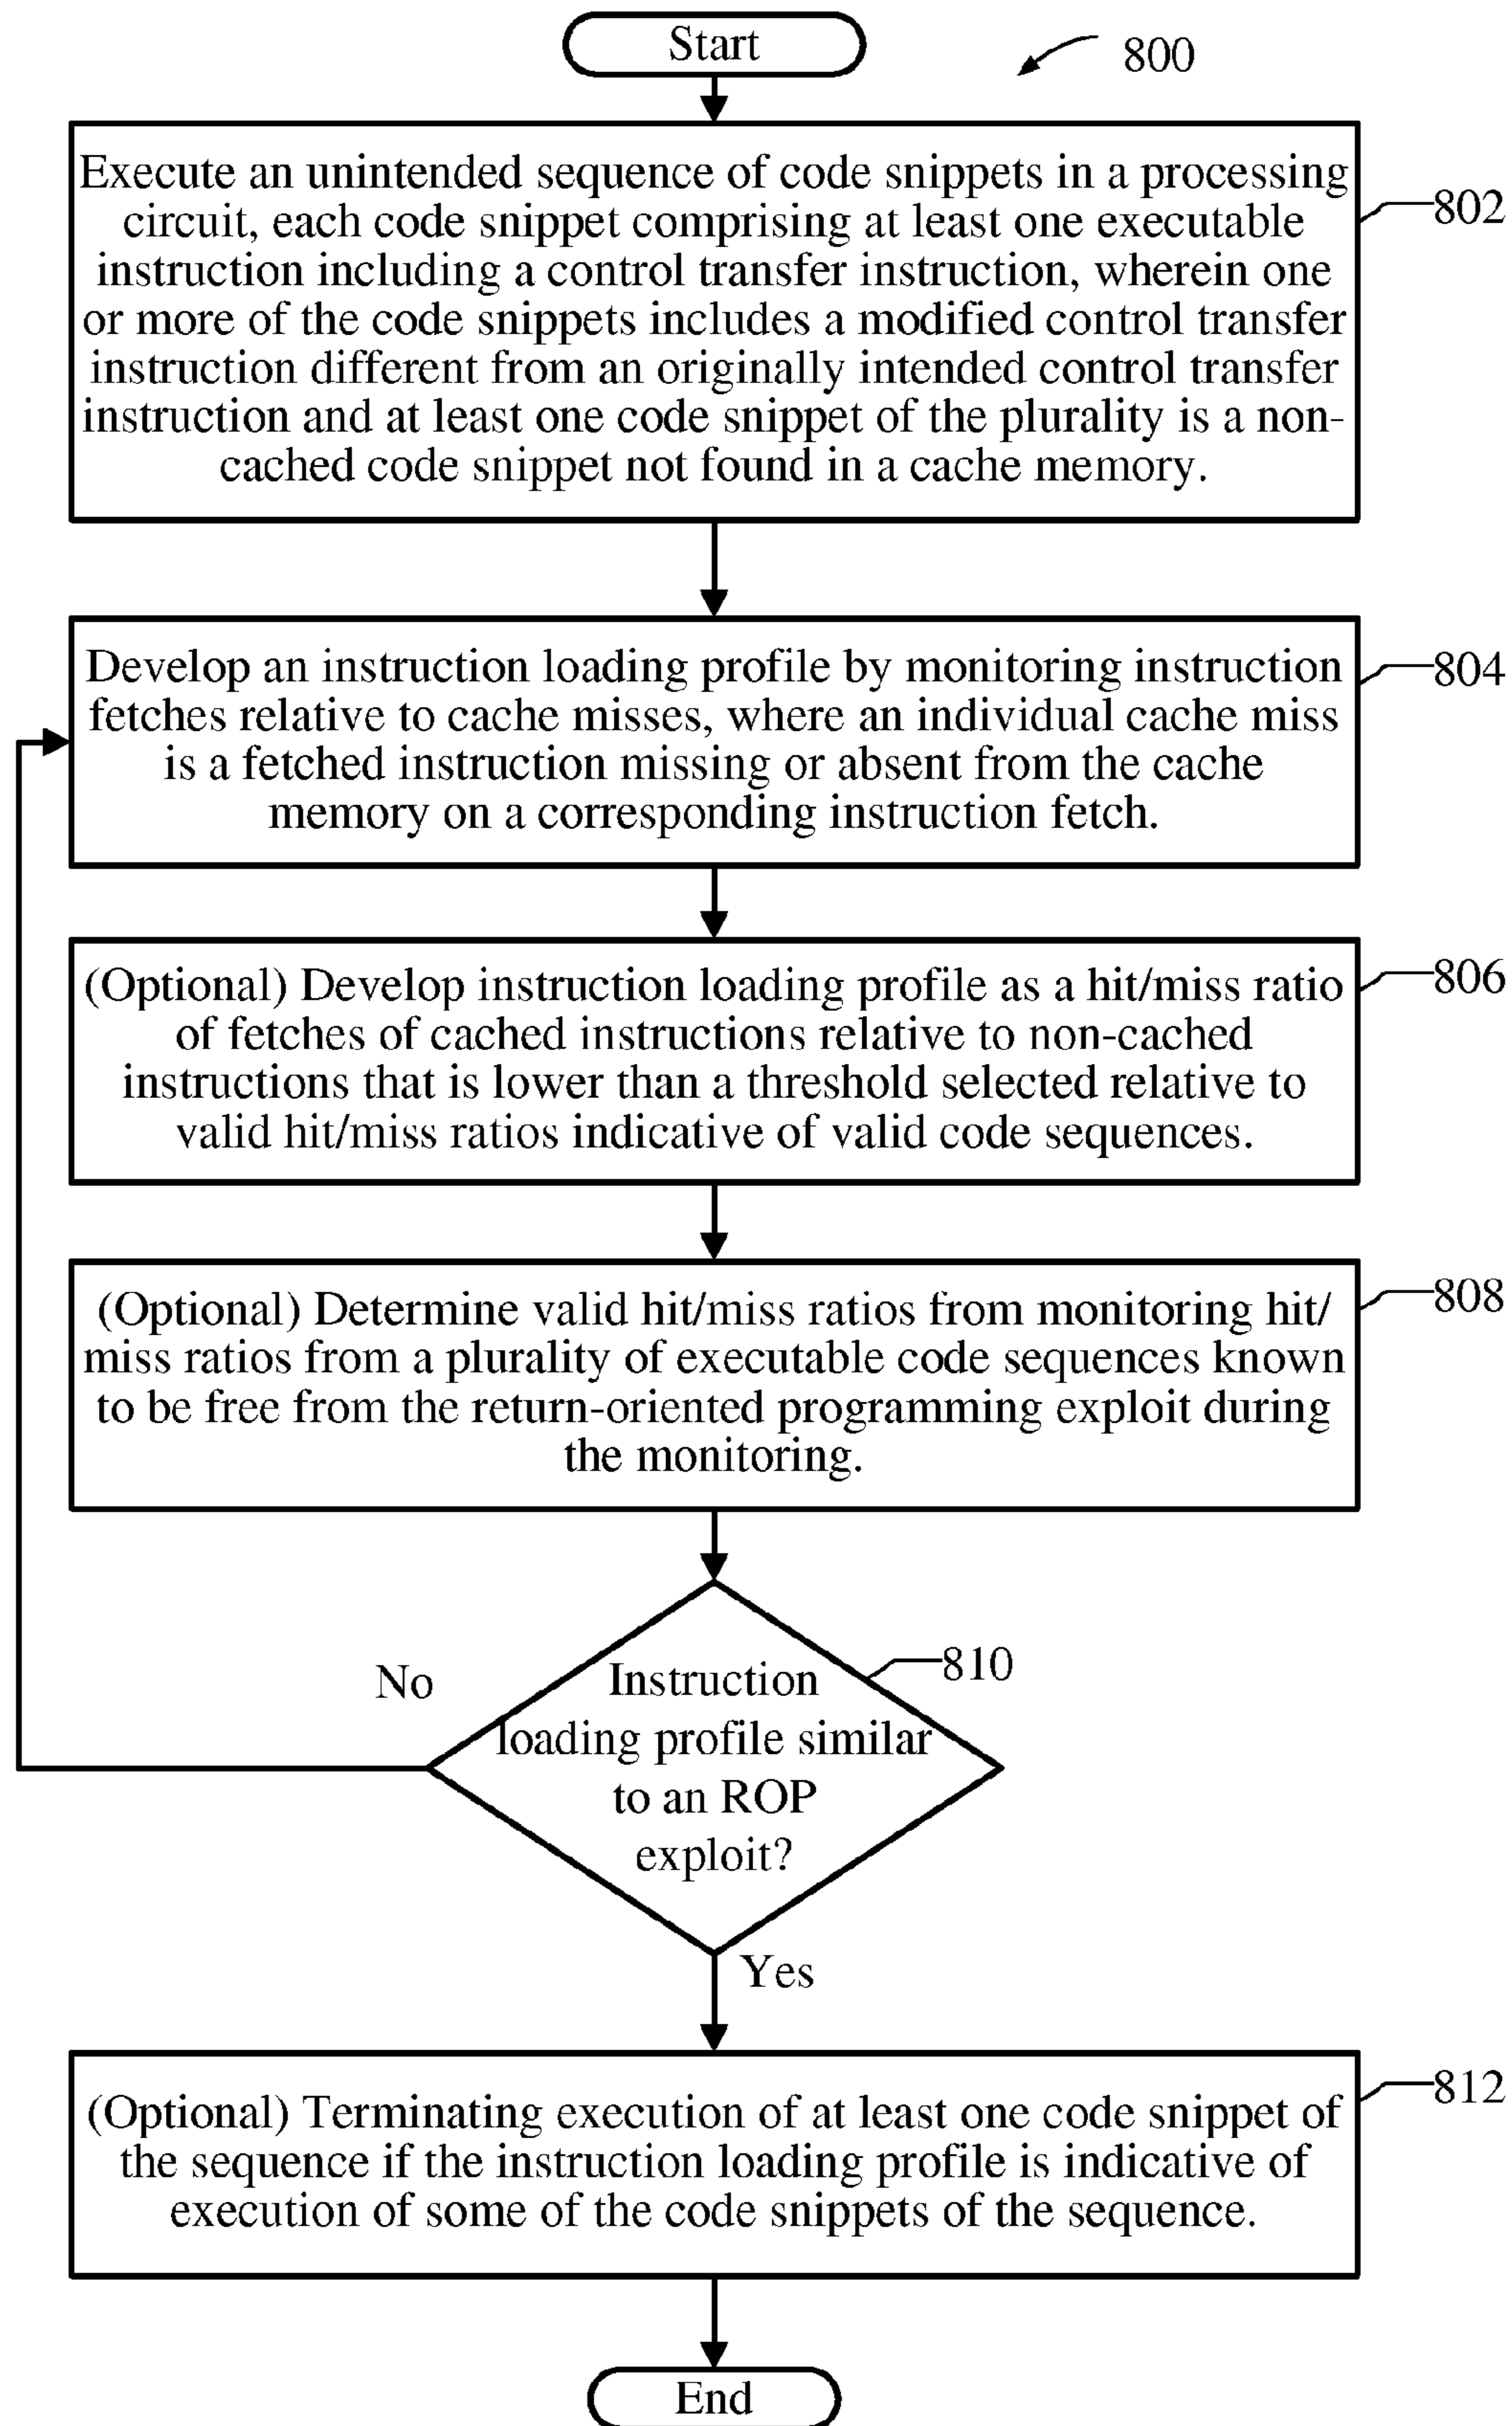 Start
800
Execute an unintended sequence of code snippets in a processing
circuit, each code snippet comprising at least one executable
instruction including a control transfer instruction, wherein one
or more of the code snippets includes a modified control transfer
instruction different from an originally intended control transfer
instruction and at least one code snippet of the plurality is a non-
cached code snippet not found in a cache memory.
802
Develop an instruction loading profile by monitoring instruction
fetches relative to cache misses, where an individual cache miss
is a fetched instruction missing or absent from the cache
memory on a corresponding instruction fetch.
804
(Optional) Develop instruction loading profile as a hit/miss ratio
of fetches of cached instructions relative to non-cached
instructions that is lower than a threshold selected relative to
valid hit/miss ratios indicative of valid code sequences.
806
(Optional) Determine valid hit/miss ratios from monitoring hit/
miss ratios from a plurality of executable code sequences known
to be free from the return-oriented programming exploit during
the monitoring.
808
No
Instruction
loading profile similar
to an ROP
exploit?
810
Yes
(Optional) Terminating execution of at least one code snippet of
the sequence if the instruction loading profile is indicative of
execution of some of the code snippets of the sequence.
812
End